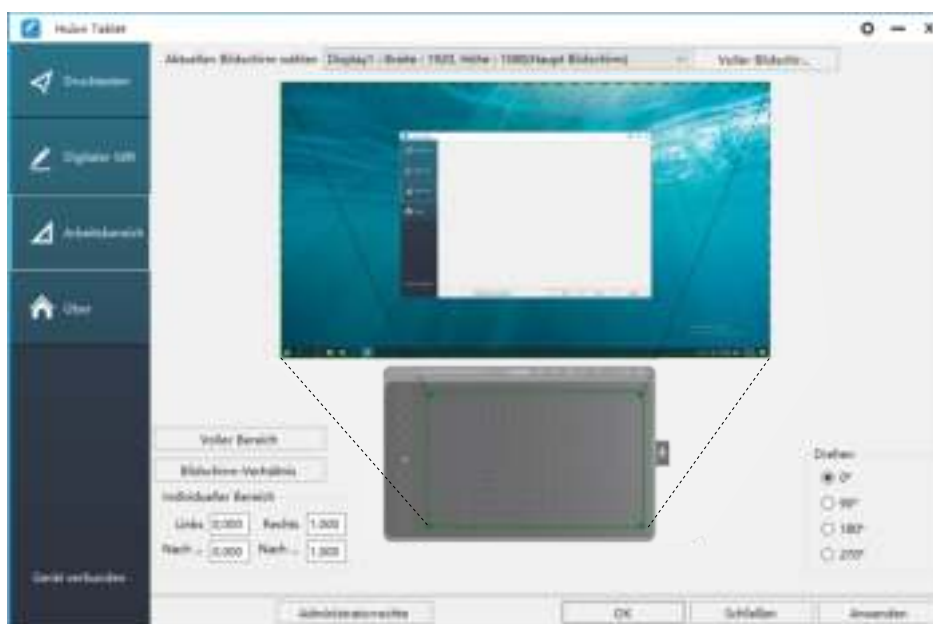 Huion Tablet
Aktuellen Bildschirm wählen
Display1 : Breite : 1920, Höhe : 1080(Haupt Bildschirm)
Voller Bildschi...
Drucktasten
Digitaler Stift
Arbeitsbereich
Über
Voller Bereich
Bildschirm-Verhältnis
Individueller Bereich
Links 0.000 Rechts 1.000
Nach ... 0.000 Nach ... 1.000
Drehen
0°
90°
180°
270°
Gerät verbunden
Administratorrechte
OK
Schließen
Anwenden